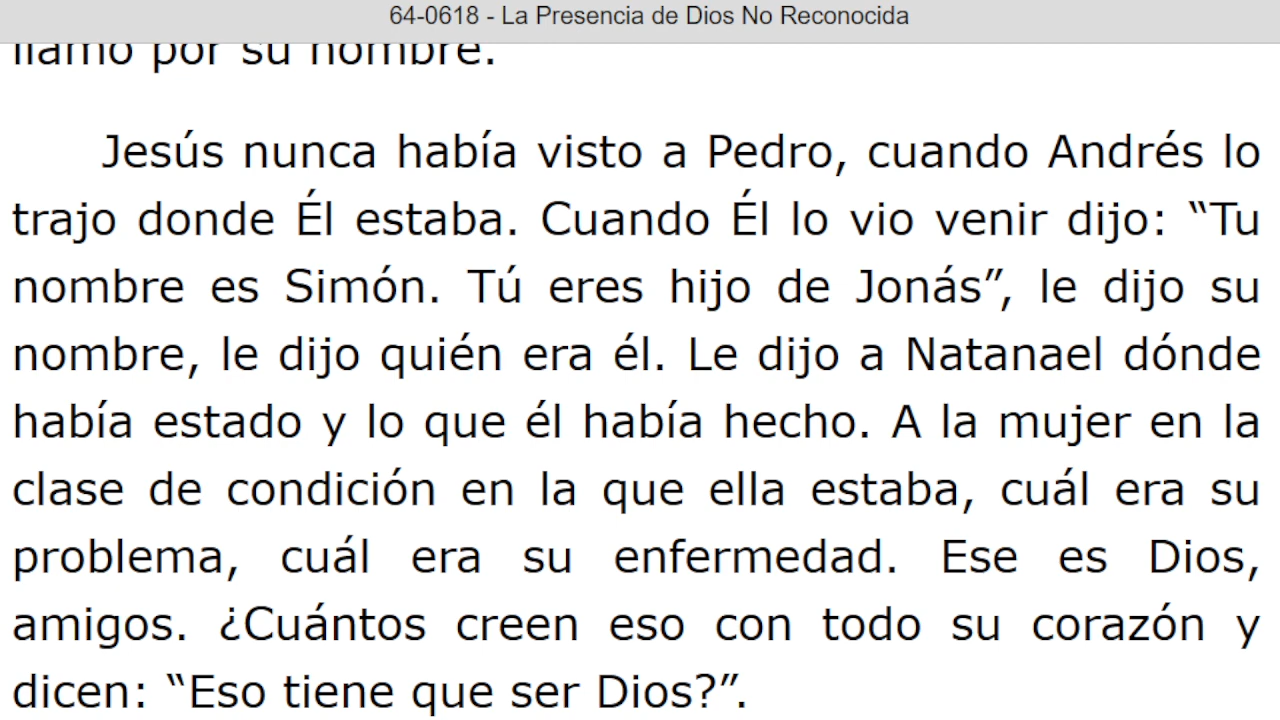 64-0618 - La Presencia de Dios No Reconocida
llamó por su nombre.
Jesús nunca había visto a Pedro, cuando Andrés lo
trajo donde Él estaba. Cuando Él lo vio venir dijo: “Tu
nombre es Simón. Tú eres hijo de Jonás”, le dijo su
nombre, le dijo quién era él. Le dijo a Natanael dónde
había estado y lo que él había hecho. A la mujer en la
clase de condición en la que ella estaba, cuál era su
problema, cuál era su enfermedad. Ese es Dios,
amigos. ¿Cuántos creen eso con todo su corazón y
dicen: “Eso tiene que ser Dios?”.